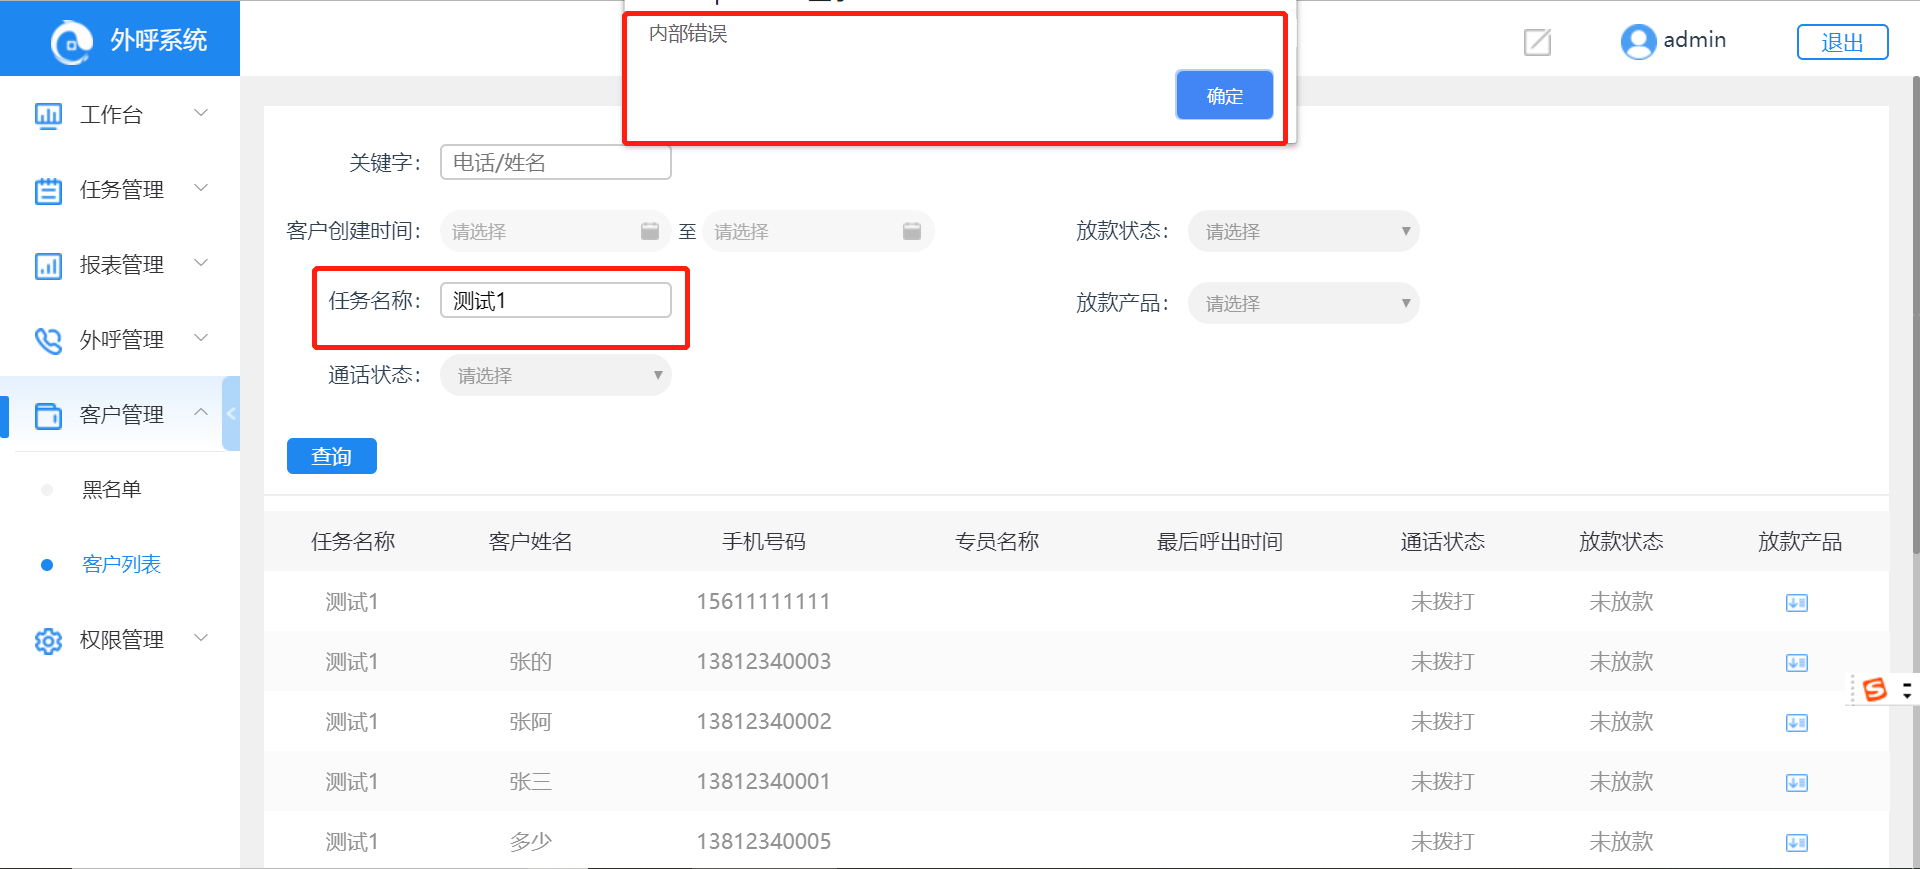 外呼系统
内部错误
确定
admin
退出
工作台
任务管理
报表管理
外呼管理
客户管理
黑名单
客户列表
权限管理
关键字： 电话/姓名
客户创建时间： 请选择 至 请选择 放款状态： 请选择
任务名称： 测试1 放款产品： 请选择
通话状态： 请选择
查询
任务名称 客户姓名 手机号码 专员名称 最后呼出时间 通话状态 放款状态 放款产品
测试1 15611111111 未拨打 未放款
测试1 张的 13812340003 未拨打 未放款
测试1 张阿 13812340002 未拨打 未放款
测试1 张三 13812340001 未拨打 未放款
测试1 多少 13812340005 未拨打 未放款